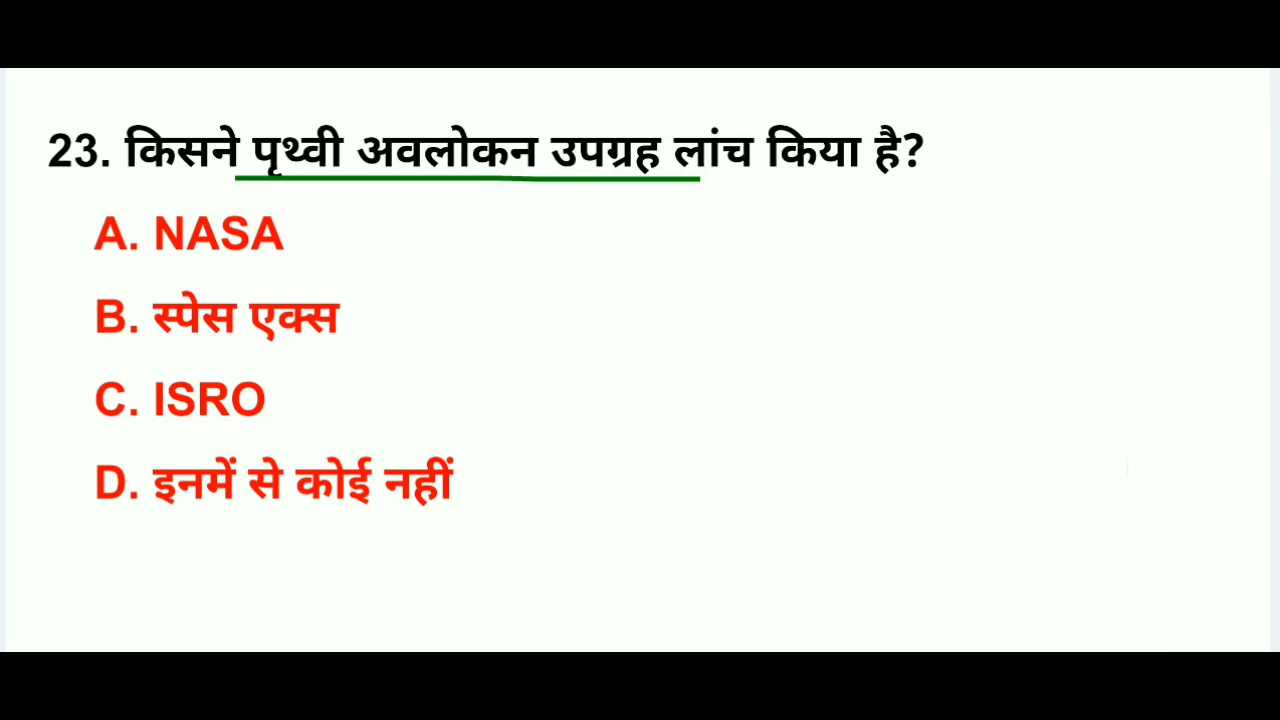 23. किसने पृथ्वी अवलोकन उपग्रह लांच किया है?
A. NASA
B. स्पेस एक्स
C. ISRO
D. इनमें से कोई नहीं